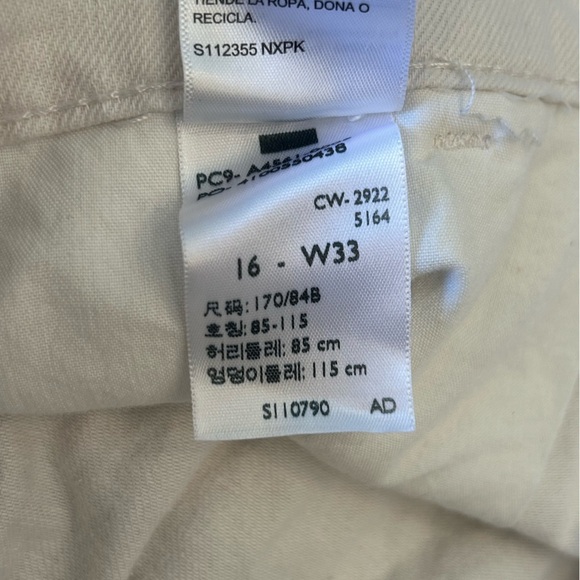 TIENDE LA ROPA, DONA O
RECICLA.
S112355 NXPK
PC9-
CW-2922
5164
16 - W33
尺码:170/84B
호칭:85-115
허리둘레:85 cm
엉덩이둘레:115 cm
S110790 AD